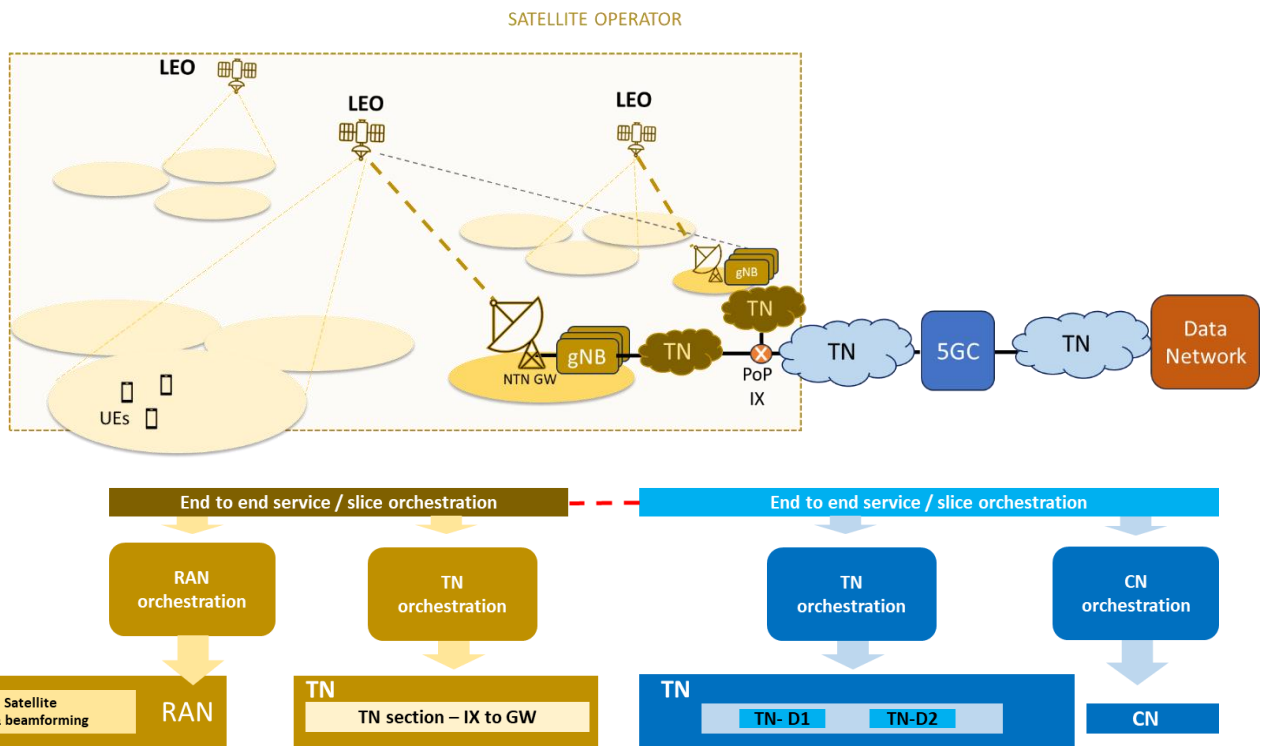 SATELLITE OPERATOR
LEO
LEO
LEO
gNB
TN
gNB
TN
NTN GW
PoP
IX
TN
5GC
TN
Data
Network
UEs
End to end service / slice orchestration
End to end service / slice orchestration
RAN
orchestration
TN
orchestration
TN
orchestration
CN
orchestration
Satellite
beamforming
RAN
TN
TN section – IX to GW
TN
TN- D1
TN-D2
CN